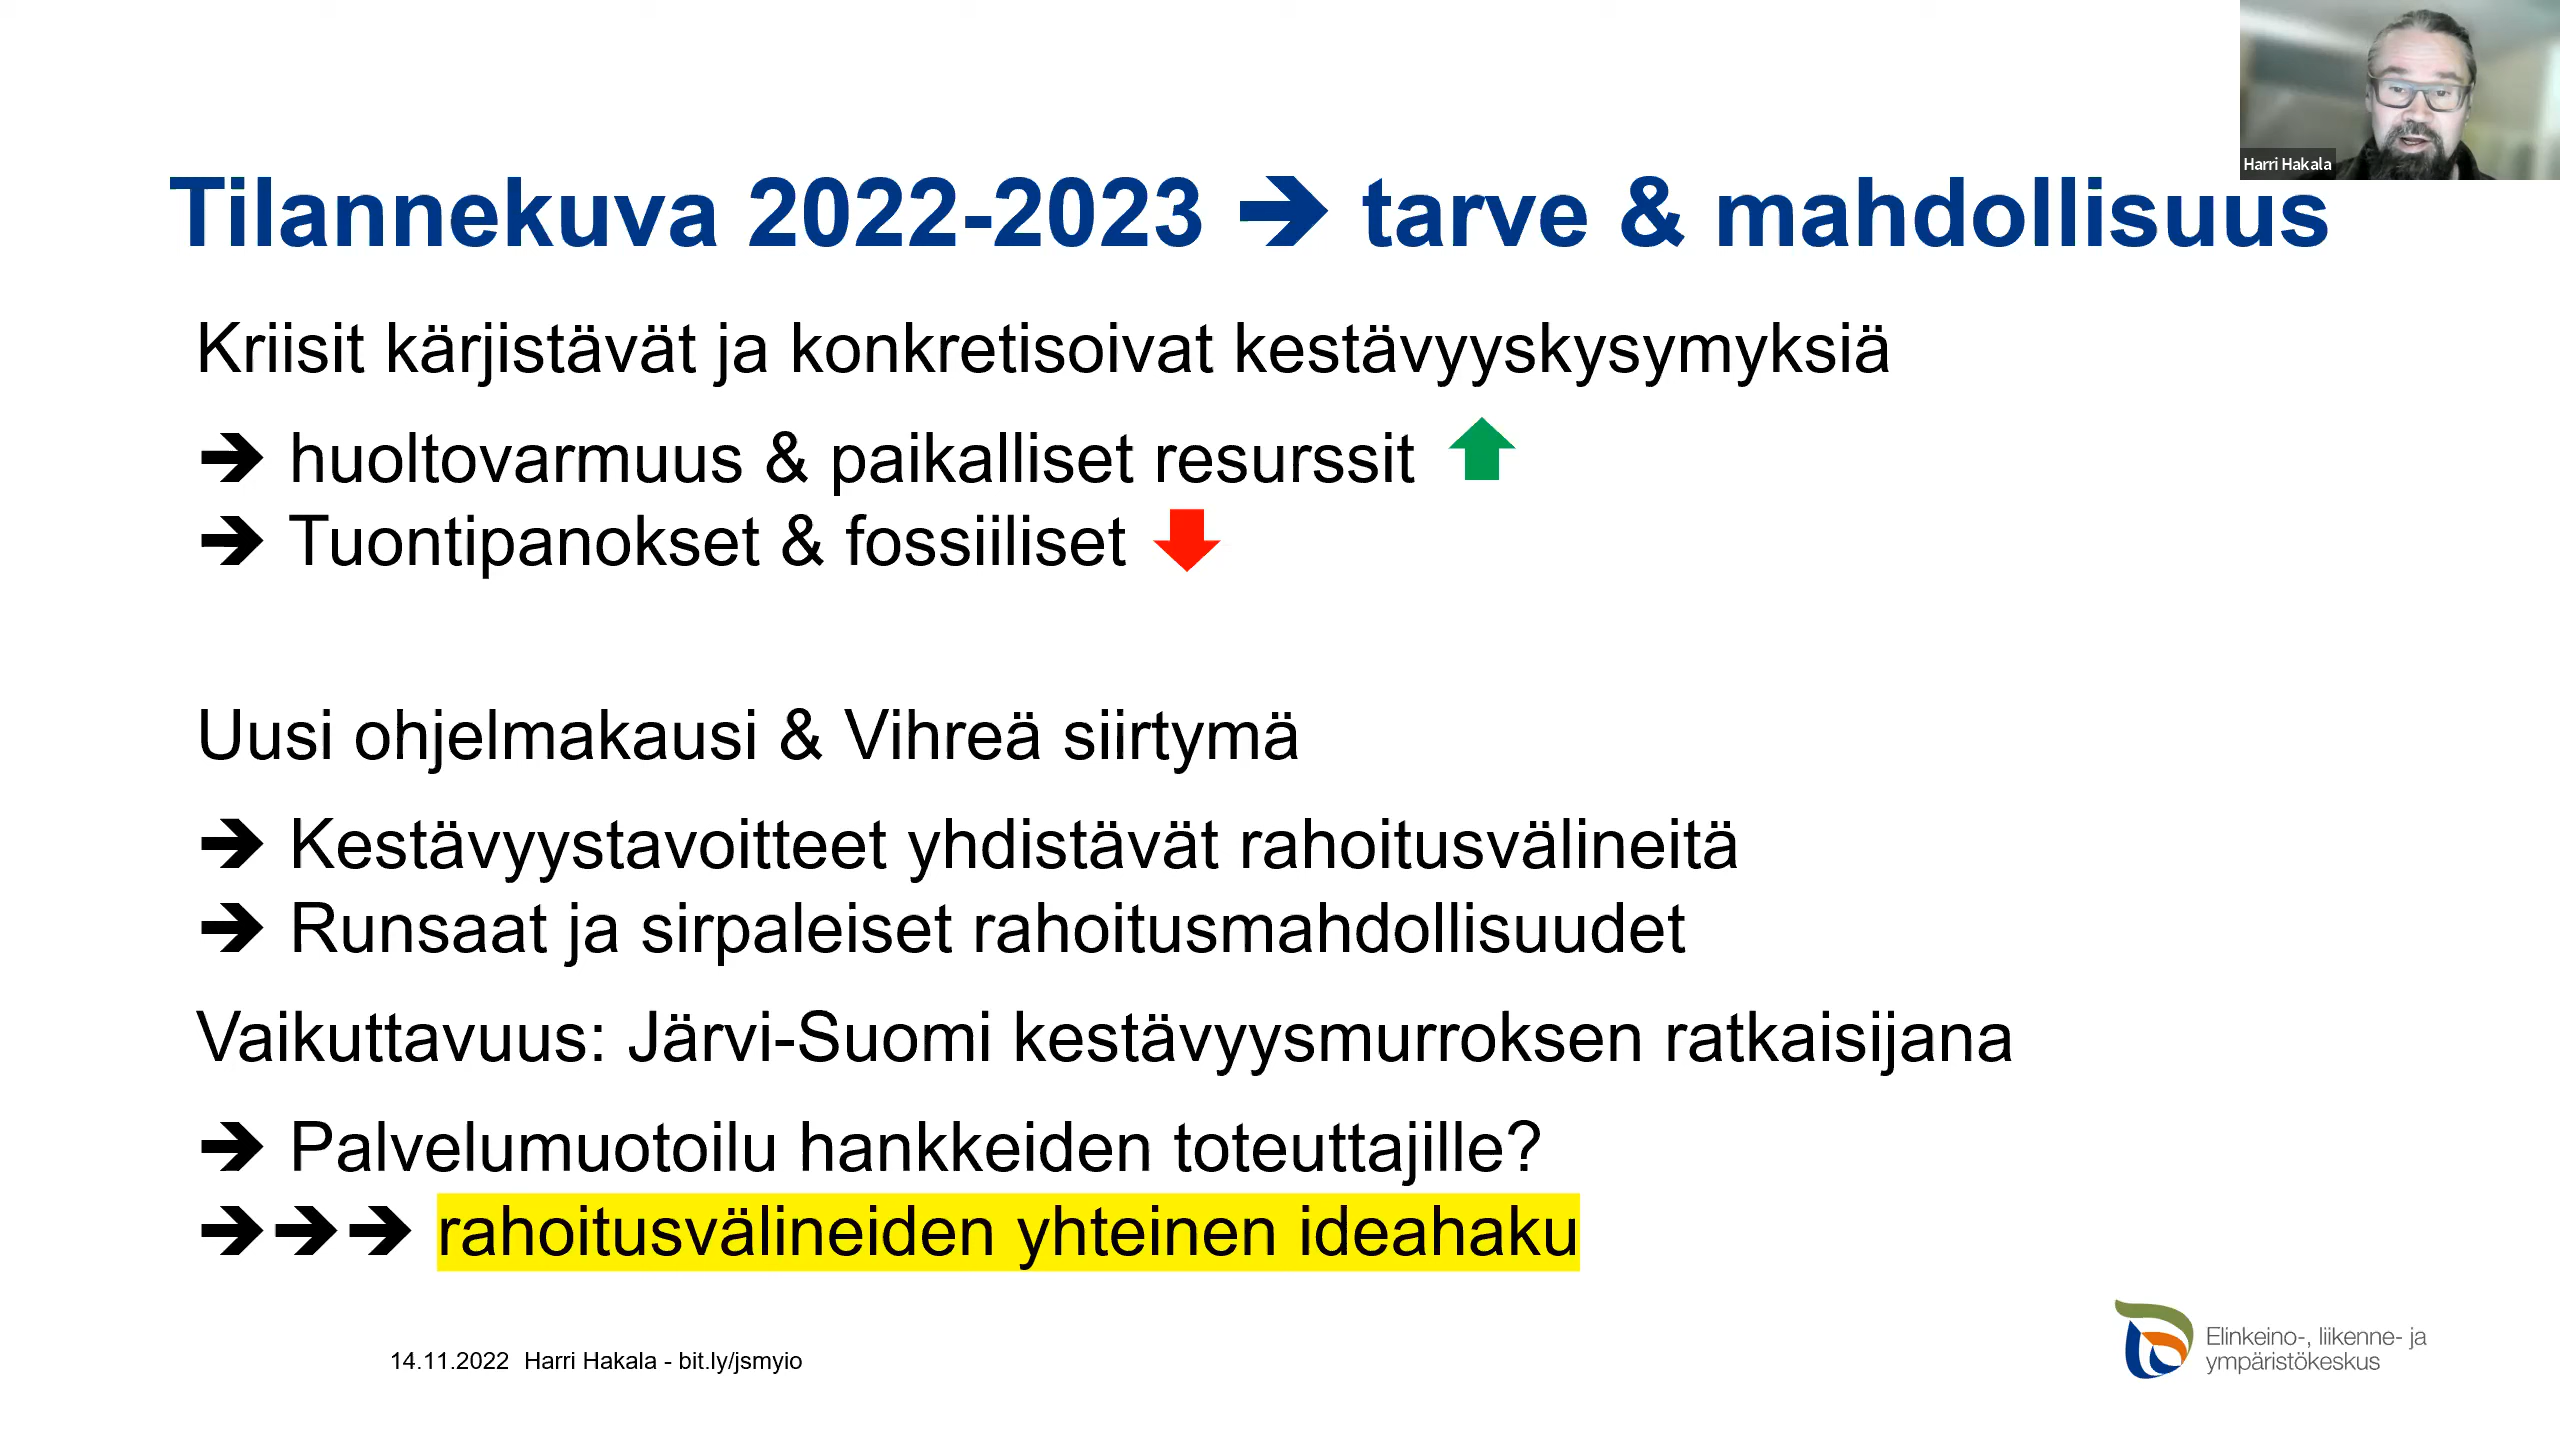 Harri Hakala
Tilannekuva 2022-2023 ➔ tarve & mahdollisuus
Kriisit kärjistävät ja konkretisoivat kestävyyskysymyksiä
➔ huoltovarmuus & paikalliset resurssit
➔ Tuontipanokset & fossiiliset
Uusi ohjelmakausi & Vihreä siirtymä
➔ Kestävyystavoitteet yhdistävät rahoitusvälineitä
➔ Runsaat ja sirpaleiset rahoitusmahdollisuudet
Vaikuttavuus: Järvi-Suomi kestävyysmurroksen ratkaisijana
➔ Palvelumuotoilu hankkeiden toteuttajille?
➔➔➔ rahoitusvälineiden yhteinen ideahaku
14.11.2022 Harri Hakala - bit.ly/jsmyio
Elinkeino-, liikenne- ja
ympäristökeskus